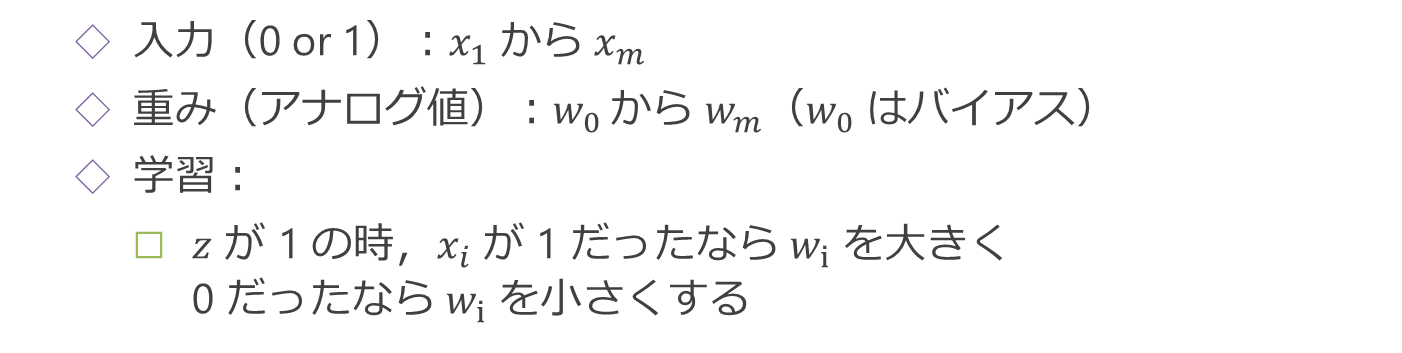 ◇ 入力（0 or 1）：x₁ から xₘ
◇ 重み（アナログ値）：w₀ から wₘ（w₀ はバイアス）
◇ 学習：
□ z が 1 の時，xᵢ が 1 だったなら wᵢ を大きく
0 だったなら wᵢ を小さくする